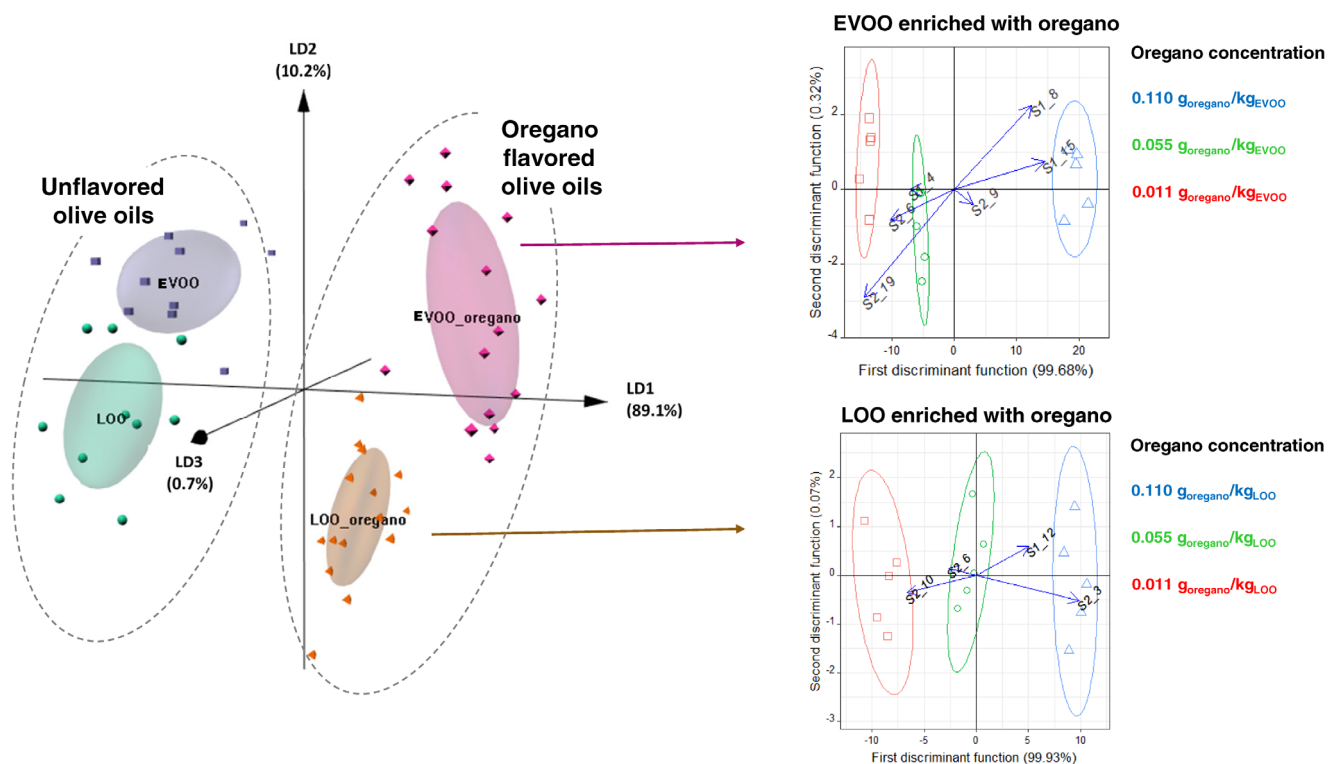 LD2
(10.2%)
Unflavored
olive oils
Oregano
flavored
olive oils
EVOO
EVOO_oregano
LOO
LOO_oregano
LD1
(89.1%)
LD3
(0.7%)
EVOO enriched with oregano
Second discriminant function (0.32%)
2
0
-2
-4
S1_8
S1_15
S2_9
S1_4
S2_6
S2_19
-10
0
10
20
First discriminant function (99.68%)
Oregano concentration
0.110 goregano/kgEVOO
0.055 goregano/kgEVOO
0.011 goregano/kgEVOO
LOO enriched with oregano
Second discriminant function (0.07%)
2
1
0
-1
-2
-3
S1_12
S2_6
S2_10
S2_3
-10
-5
0
5
10
First discriminant function (99.93%)
Oregano concentration
0.110 goregano/kgLOO
0.055 goregano/kgLOO
0.011 goregano/kgLOO